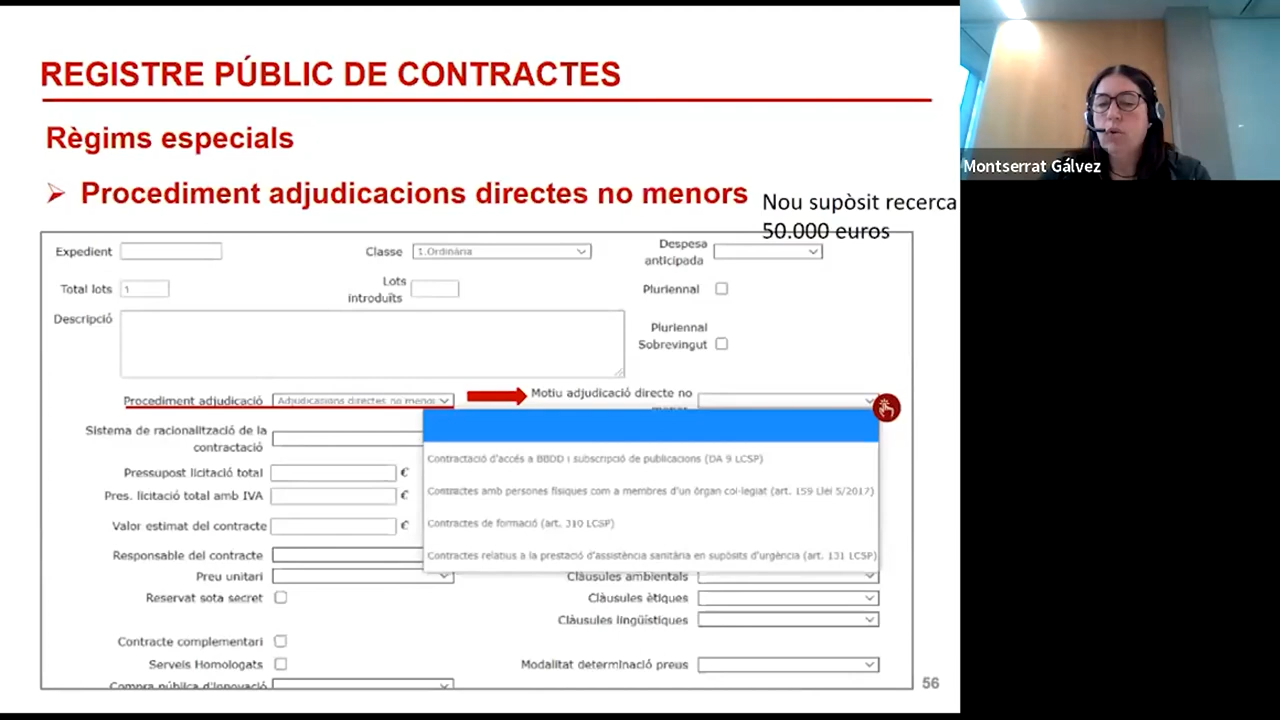 REGISTRE PÚBLIC DE CONTRACTES
Montserrat Gálvez
Règims especials
Procediment adjudicacions directes no menors
Nou supòsit recerca
50.000 euros
Expedient
Classe
1.Ordinària
Despesa
anticipada
Total lots
1
Lots
introduïts
Pluriennal
Descripció
Pluriennal
Sobrevingut
Procediment adjudicació
Adjudicacions directes no menors
Motiu adjudicació directe no
Sistema de racionalització de la
contractació
Contractació d'accés a BBDD i subscripció de publicacions (DA 9 LCSP)
Pressupost licitació total
€
Pres. licitació total amb IVA
Contractes amb persones físiques com a membres d'un òrgan col·legiat (art. 159 Llei 5/2017)
Valor estimat del contracte
€
Contractes de formació (art. 310 LCSP)
Responsable del contracte
Contractes relatius a la prestació d'assistència sanitària en supòsits d'urgència (art. 131 LCSP)
Preu unitari
Clàusules ambientals
Reservat sota secret
Clàusules ètiques
Clàusules lingüístiques
Contracte complementari
Serveis Homologats
Modalitat determinació preus
Compra pública d'innovació
56